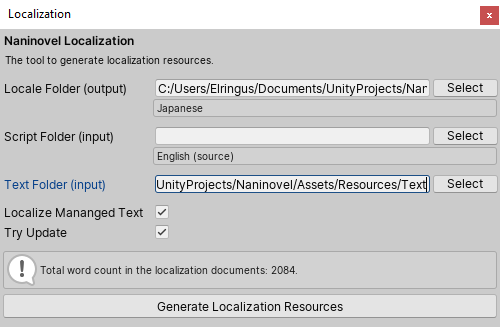 Localization
x
Naninovel Localization
The tool to generate localization resources.
Locale Folder (output) C:/Users/Elringus/Documents/UnityProjects/Nar Select
Japanese
Script Folder (input) Select
English (source)
Text Folder (input) UnityProjects/Naninovel/Assets/Resources/Text Select
Localize Mananged Text
Try Update
Total word count in the localization documents: 2084.
Generate Localization Resources